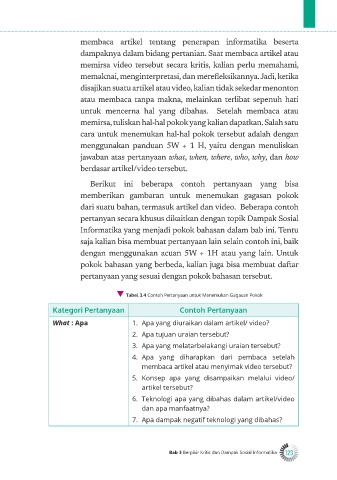 membaca artikel tentang penerapan informatika beserta
dampaknya dalam bidang pertanian. Saat membaca artikel atau
memirsa video tersebut secara kritis, kalian perlu memahami,
memaknai, menginterpretasi, dan merefleksikannya. Jadi, ketika
disajikan suatu artikel atau video, kalian tidak sekedar menonton
atau membaca tanpa makna, melainkan terlibat sepenuh hati
untuk mencerna hal yang dibahas. Setelah membaca atau
memirsa, tuliskan hal-hal pokok yang kalian dapatkan. Salah satu
cara untuk menemukan hal-hal pokok tersebut adalah dengan
menggunakan panduan 5W + 1 H, yaitu dengan menuliskan
jawaban atas pertanyaan what, when, where, who, why, dan how
berdasar artikel/video tersebut.
Berikut ini beberapa contoh pertanyaan yang bisa
memberikan gambaran untuk menemukan gagasan pokok
dari suatu bahan, termasuk artikel dan video. Beberapa contoh
pertanyan secara khusus dikaitkan dengan topik Dampak Sosial
Informatika yang menjadi pokok bahasan dalam bab ini. Tentu
saja kalian bisa membuat pertanyaan lain selain contoh ini, baik
dengan menggunakan acuan 5W + 1H atau yang lain. Untuk
pokok bahasan yang berbeda, kalian juga bisa membuat daftar
pertanyaan yang sesuai dengan pokok bahasan tersebut.
Tabel 3.4 Contoh Pertanyaan untuk Menemukan Gagasan Pokok
Kategori Pertanyaan Contoh Pertanyaan
What : Apa 1. Apa yang diuraikan dalam artikel/ video?
2. Apa tujuan uraian tersebut?
3. Apa yang melatarbelakangi uraian tersebut?
4. Apa yang diharapkan dari pembaca setelah
membaca artikel atau menyimak video tersebut?
5. Konsep apa yang disampaikan melalui video/
artikel tersebut?
6. Teknologi apa yang dibahas dalam artikel/video
dan apa manfaatnya?
7. Apa dampak negatif teknologi yang dibahas?
Bab 3 Berpikir Kritis dan Dampak Sosial Informatika 123